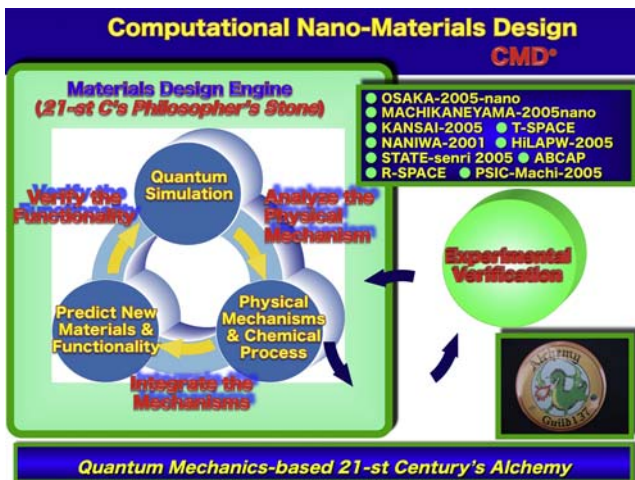 Computational Nano-Materials Design
CMD®
Materials Design Engine
(21-st C's Philosopher's Stone)
● OSAKA-2005-nano
● MACHIKANEYAMA-2005nano
● KANSAI-2005 ● T-SPACE
● NANIWA-2001 ● HiLAPW-2005
● STATE-senri 2005 ● ABCAP
● R-SPACE ● PSIC-Machi-2005
Quantum
Simulation
Verify the
Functionality
Analyze the
Physical
Mechanism
Experimental
Verification
Predict New
Materials &
Functionality
Physical
Mechanisms
& Chemical
Process
Integrate the
Mechanisms
Alchemy
Guild137
Quantum Mechanics-based 21-st Century's Alchemy